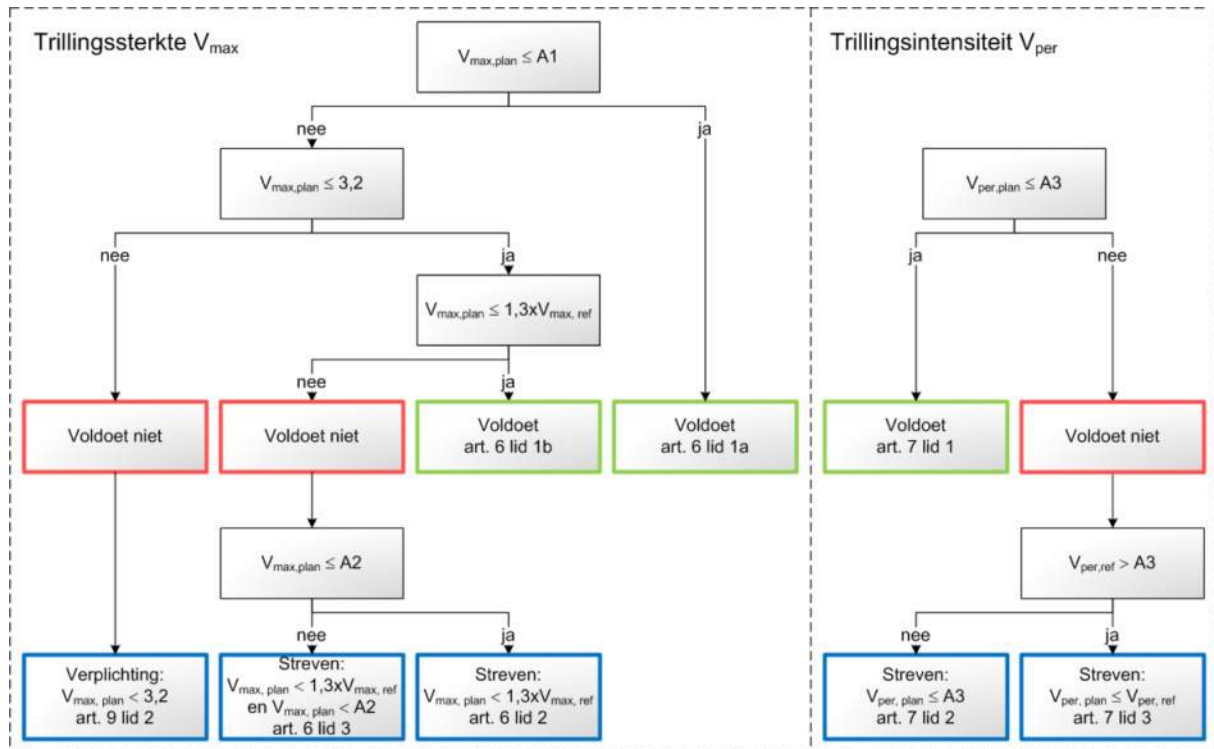 Trillingssterkte Vmax
Vmax,plan ≤ A1
nee
ja
Vmax,plan ≤ 3,2
nee
ja
Vmax,plan ≤ 1,3xVmax, ref
nee
ja
Voldoet niet
Voldoet niet
Voldoet
art. 6 lid 1b
Voldoet
art. 6 lid 1a
Vmax,plan ≤ A2
nee
ja
Verplichting:
Vmax, plan < 3,2
art. 9 lid 2
Streven:
Vmax, plan < 1,3xVmax, ref
en Vmax, plan < A2
art. 6 lid 3
Streven:
Vmax, plan < 1,3xVmax, ref
art. 6 lid 2
Trillingsintensiteit Vper
Vper,plan ≤ A3
ja
nee
Voldoet
art. 7 lid 1
Voldoet niet
Vper,ref > A3
nee
ja
Streven:
Vper, plan ≤ A3
art. 7 lid 2
Streven:
Vper, plan ≤ Vper, ref
art. 7 lid 3